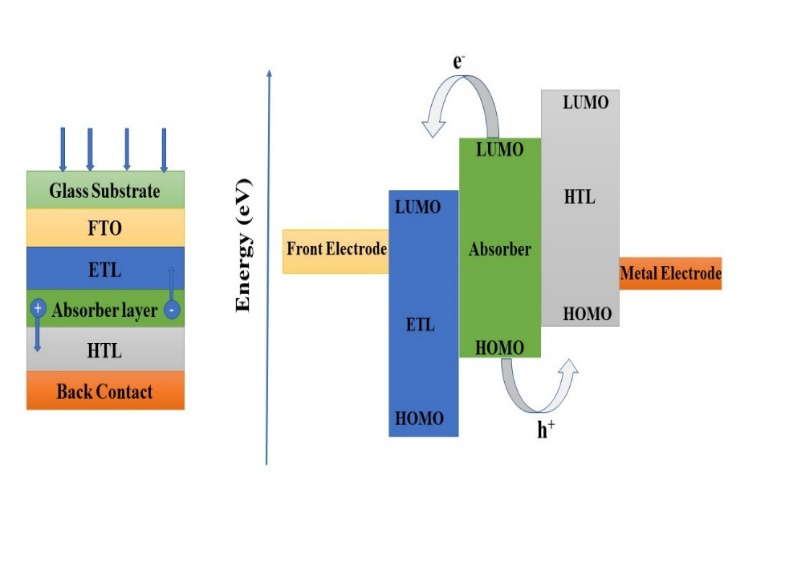 Glass Substrate
FTO
ETL
+
Absorber layer
-
HTL
Back Contact
Energy (eV)
e-
LUMO
LUMO
LUMO
HTL
Front Electrode
Absorber
Metal Electrode
ETL
HOMO
HOMO
HOMO
h+